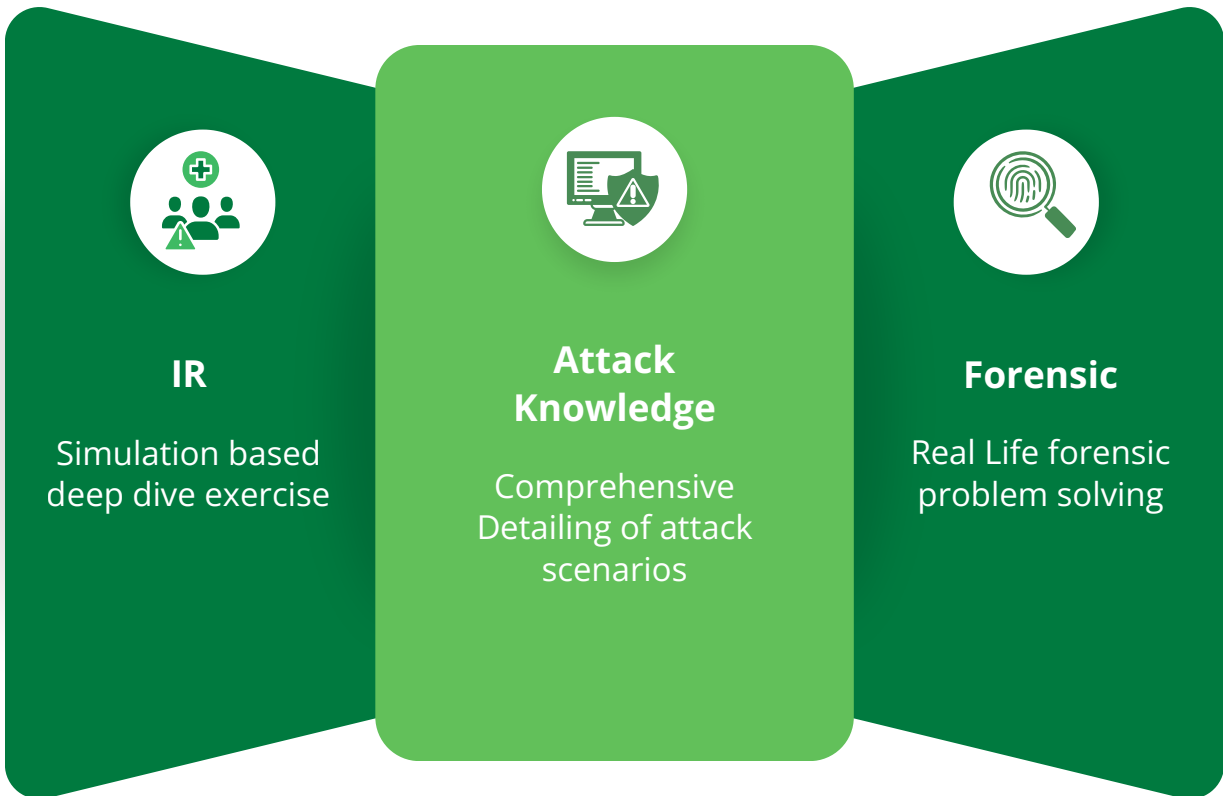 IR
Simulation based
deep dive exercise
Attack
Knowledge
Comprehensive
Detailing of attack
scenarios
Forensic
Real Life forensic
problem solving